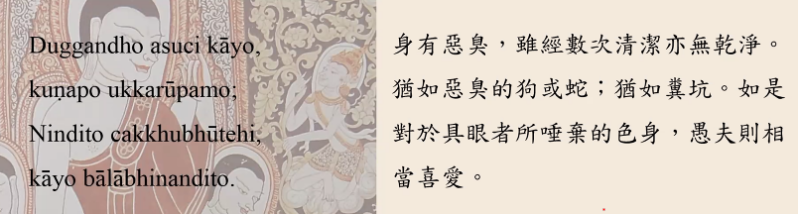 Duggandho asuci kāyo,
kuṇapo ukkarūpamo;
Nindito cakkhubhūtehi,
kāyo bālābhinandito.
身有惡臭，雖經數次清潔亦無乾淨。
猶如惡臭的狗或蛇；猶如糞坑。如是
對於具眼者所唾棄的色身，愚夫則相
當喜愛。